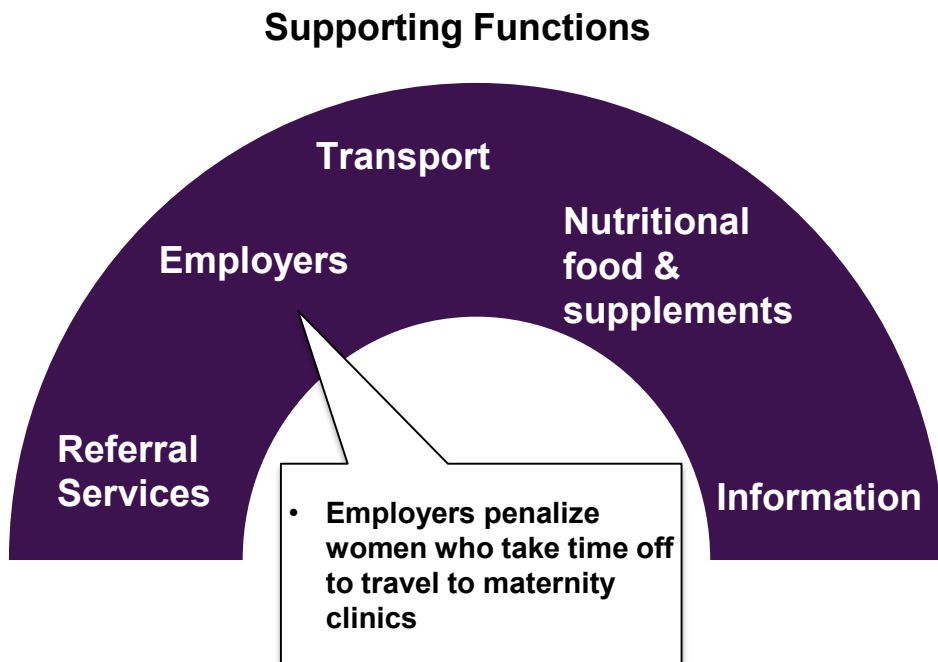 Supporting Functions
Transport
Employers
Nutritional
food &
supplements
Referral
Services
Information
• Employers penalize
women who take time off
to travel to maternity
clinics